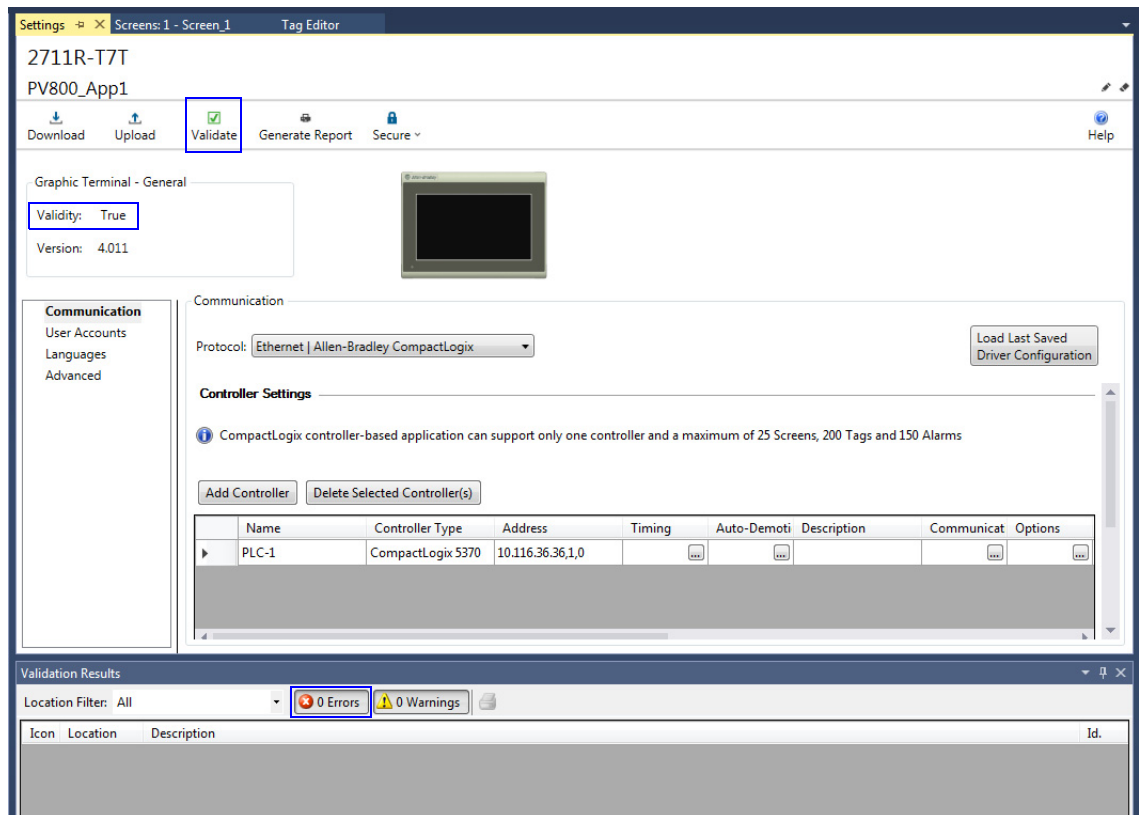 Settings Screens: 1 - Screen_1 Tag Editor
2711R-T7T
PV800_App1
Download Upload Validate Generate Report Secure Help
Graphic Terminal - General
Validity: True
Version: 4.011
Communication
User Accounts
Languages
Advanced
Communication
Protocol: Ethernet | Allen-Bradley CompactLogix
Load Last Saved
Driver Configuration
Controller Settings
CompactLogix controller-based application can support only one controller and a maximum of 25 Screens, 200 Tags and 150 Alarms
Add Controller Delete Selected Controller(s)
Name Controller Type Address Timing Auto-Demoti Description Communicat Options
PLC-1 CompactLogix 5370 10.116.36.36,1,0 ... ... ... ...
Validation Results
Location Filter: All 0 Errors 0 Warnings
Icon Location Description Id.